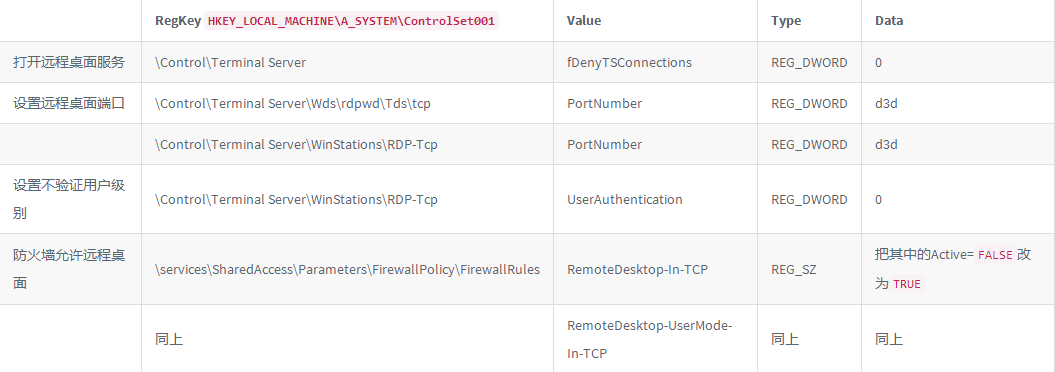 RegKey HKEY_LOCAL_MACHINE\A_SYSTEM\ControlSet001 Value Type Data
打开远程桌面服务 \Control\Terminal Server fDenyTSConnections REG_DWORD 0
设置远程桌面端口 \Control\Terminal Server\Wds\rdpwd\Tds\tcp PortNumber REG_DWORD d3d
\Control\Terminal Server\WinStations\RDP-Tcp PortNumber REG_DWORD d3d
设置不验证用户级
别 \Control\Terminal Server\WinStations\RDP-Tcp UserAuthentication REG_DWORD 0
防火墙允许远程桌
面 \services\SharedAccess\Parameters\FirewallPolicy\FirewallRules RemoteDesktop-In-TCP REG_SZ 把其中的Active= FALSE 改
为 TRUE
同上 RemoteDesktop-UserMode-
In-TCP 同上 同上